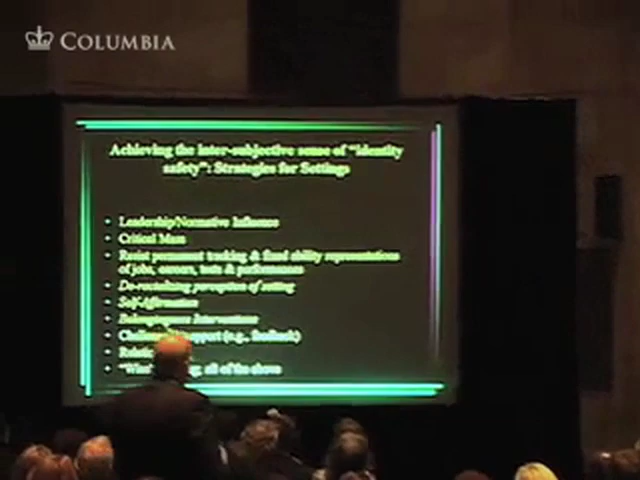 COLUMBIA
Achieving the inter-subjective sense of "identity
safety": Strategies for Settings
• Leadership/Normative Influence
• Critical Mass
• Resist permanent tracking & fixed ability representations
of jobs, careers, tests & performances
• De-racializing perception of setting
• Self-Affirmation
• Belongingness Interventions
• support (e.g., feedback)
•
• all of the above